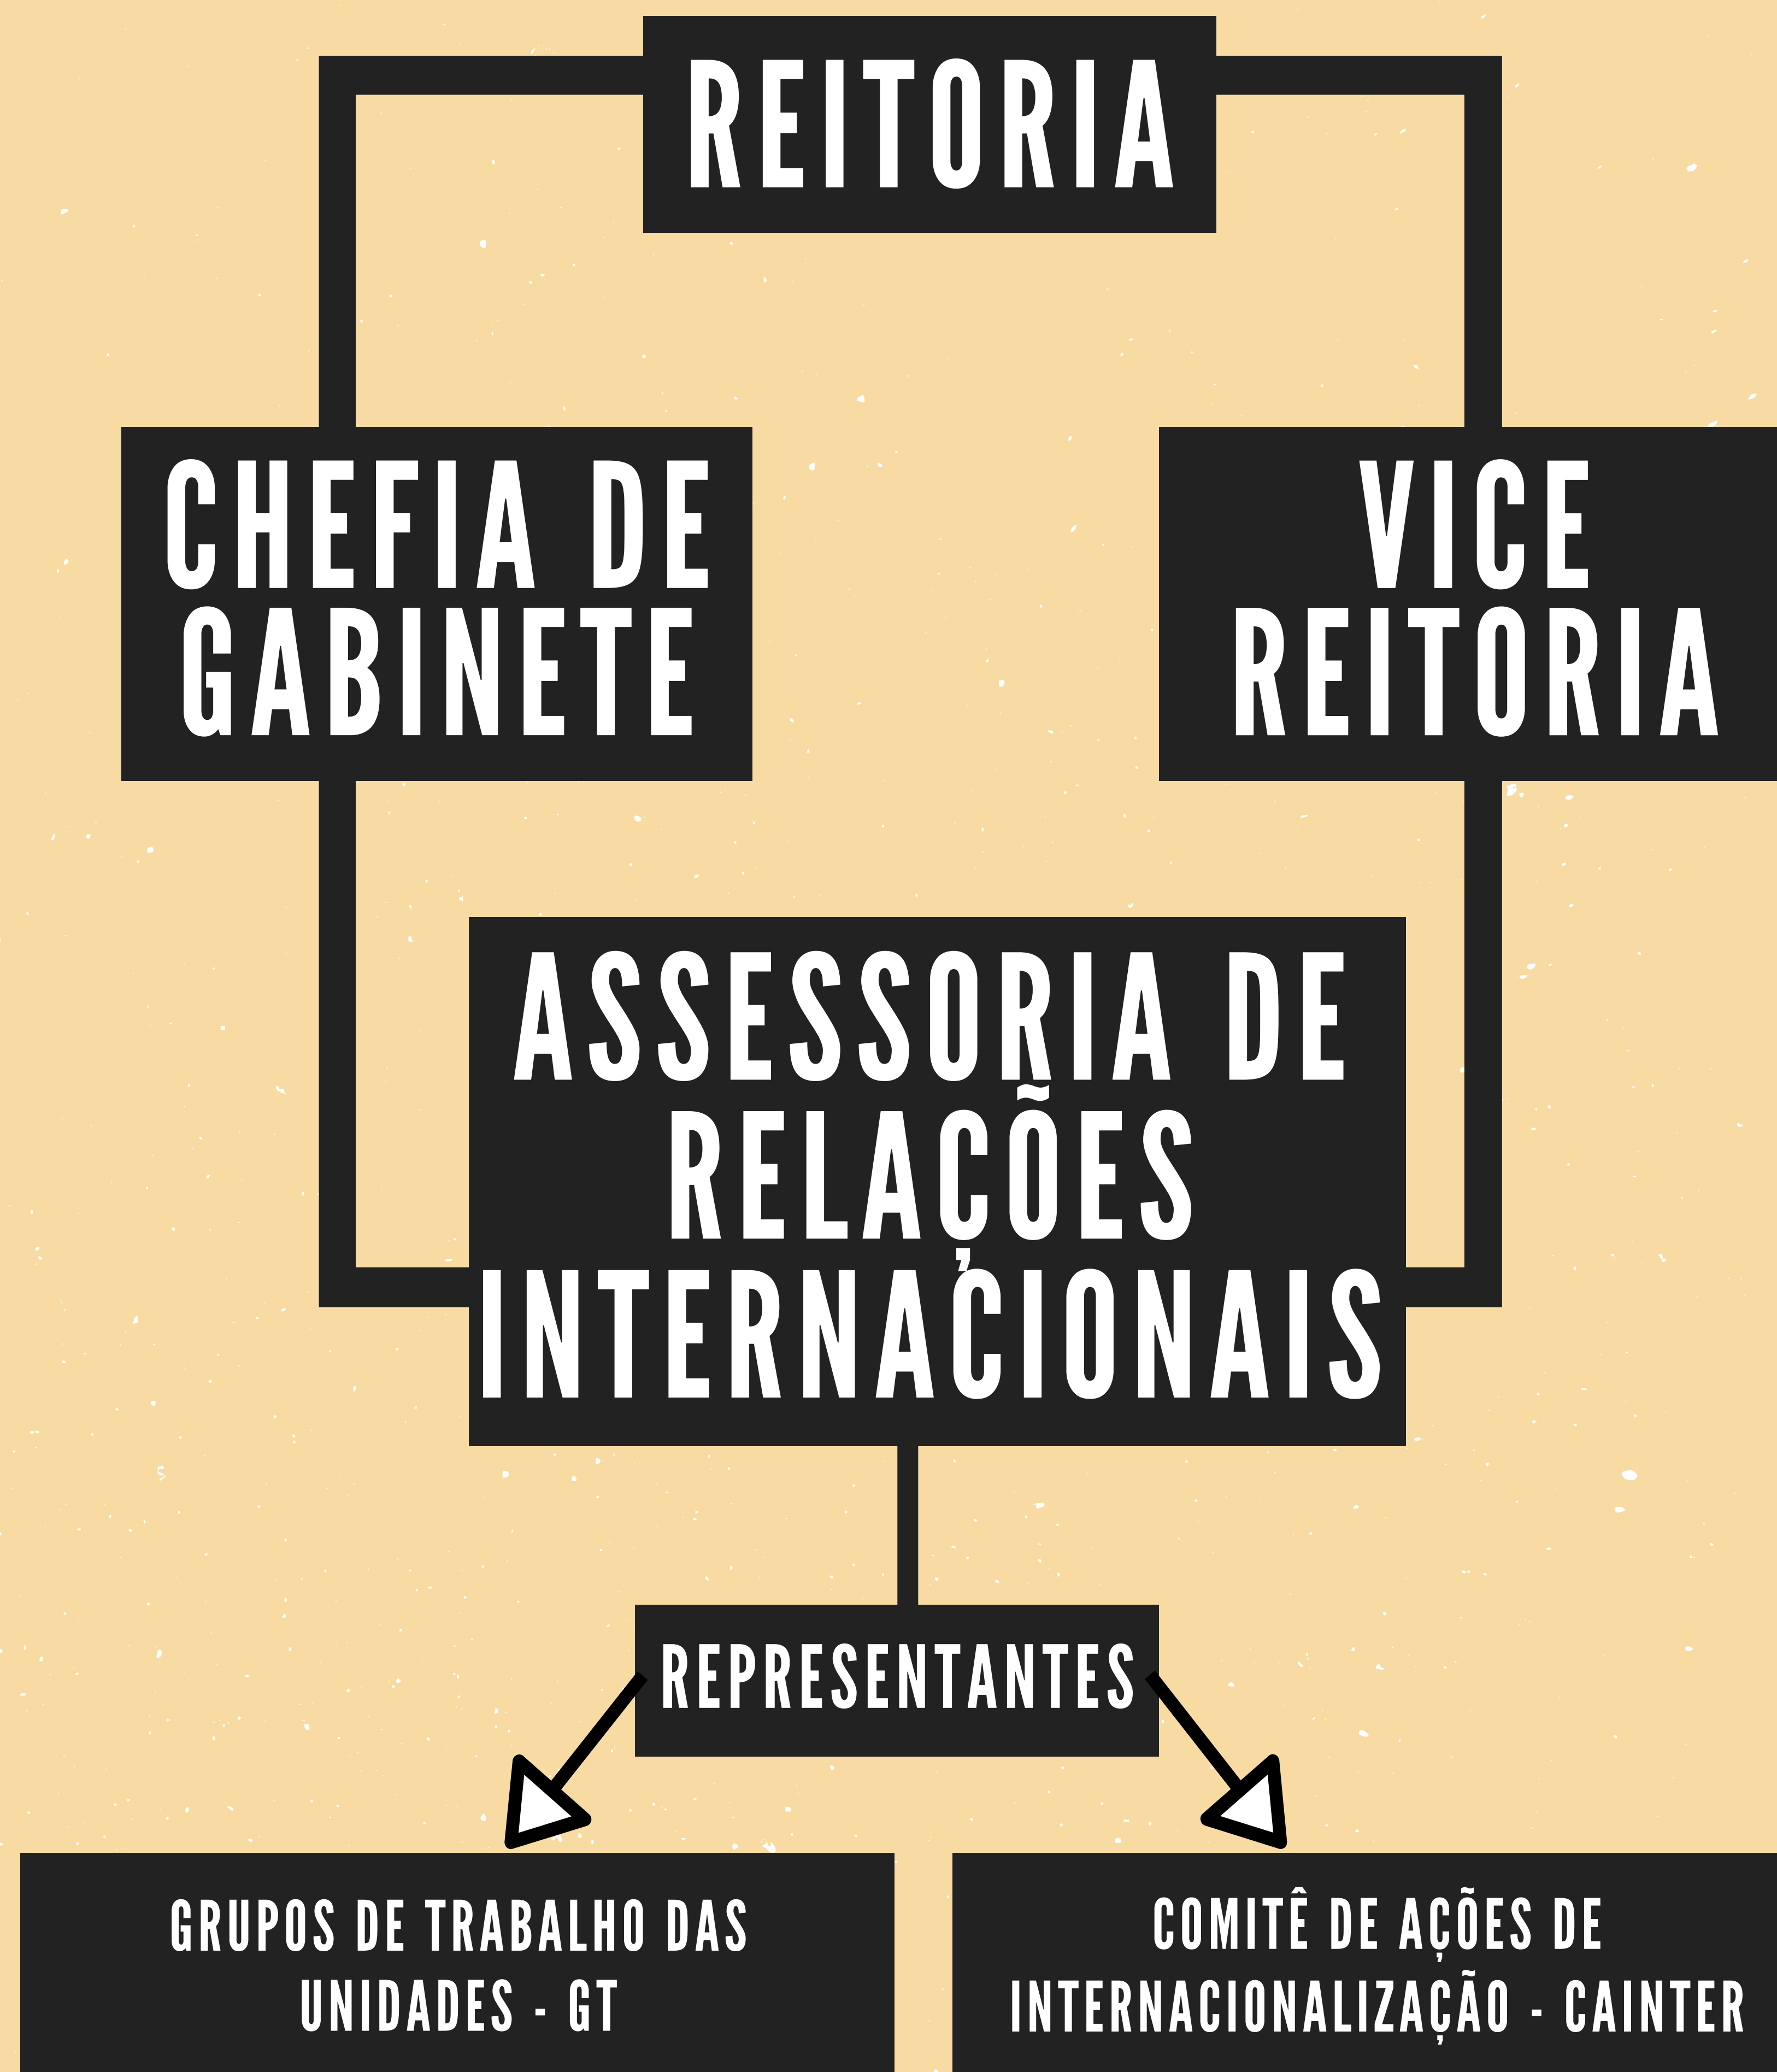 REITORIA
CHEFIA DE
GABINETE
VICE
REITORIA
ASSESSORIA DE
RELAÇÕES
INTERNACIONAIS
REPRESENTANTES
GRUPOS DE TRABALHO DAS
UNIDADES - GT
COMITÊ DE AÇÕES DE
INTERNACIONALIZAÇÃO - CAINTER